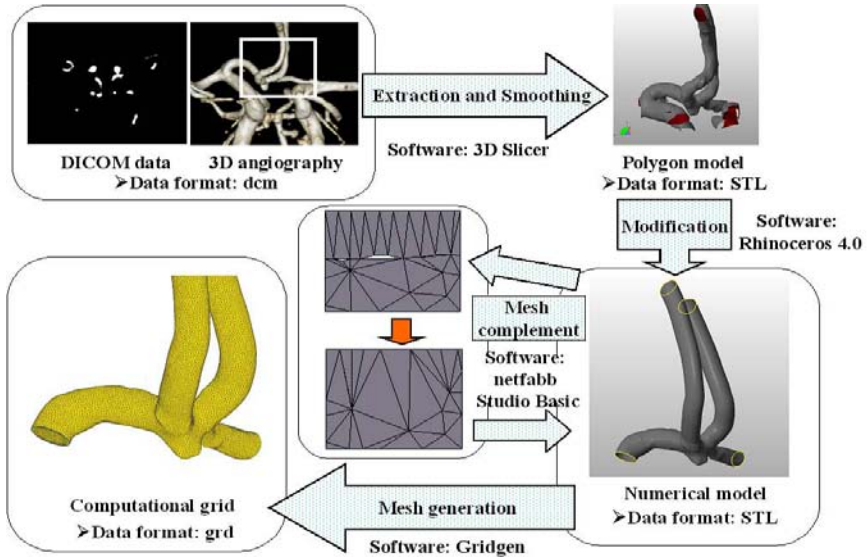 DICOM data
3D angiography
➢Data format: dcm
Extraction and Smoothing
Software: 3D Slicer
Polygon model
➢Data format: STL
Modification
Software:
Rhinoceros 4.0
Mesh
complement
Software:
netfabb
Studio Basic
Numerical model
➢Data format: STL
Mesh generation
Software: Gridgen
Computational grid
➢Data format: grd